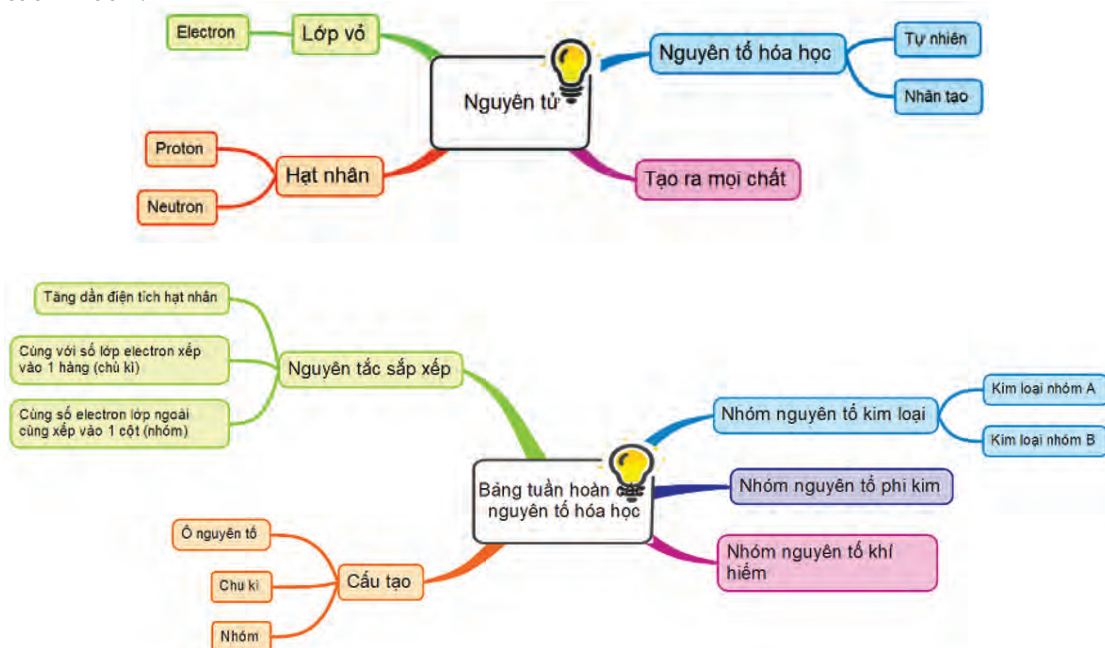 Electron
Lớp vỏ
Nguyên tử
Nguyên tố hóa học
Tự nhiên
Nhân tạo
Proton
Neutron
Hạt nhân
Tạo ra mọi chất
Tăng dần điện tích hạt nhân
Cùng với số lớp electron xếp
vào 1 hàng (chu kì)
Cùng số electron lớp ngoài
cùng xếp vào 1 cột (nhóm)
Nguyên tắc sắp xếp
Nhóm nguyên tố kim loại
Kim loại nhóm A
Kim loại nhóm B
Bảng tuần hoàn các
nguyên tố hóa học
Nhóm nguyên tố phi kim
Nhóm nguyên tố khí
hiếm
Ô nguyên tố
Chu kì
Nhóm
Cấu tạo